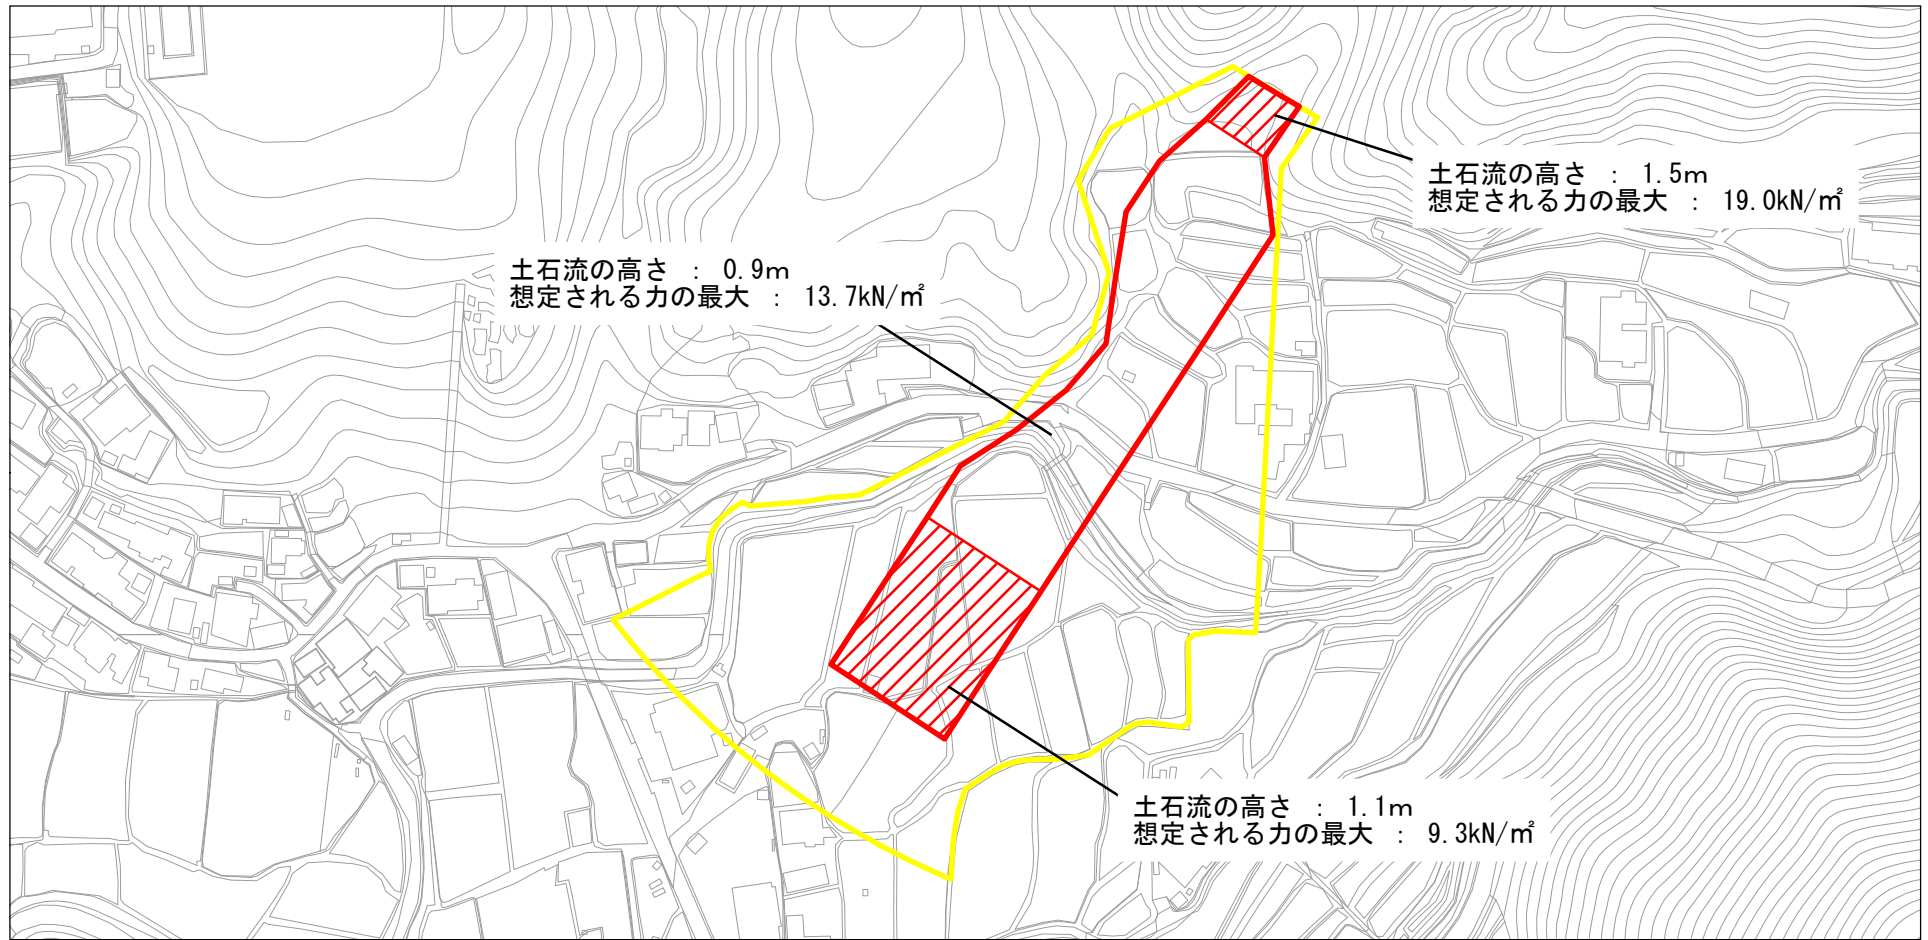 土石流の高さ : 1.5m
想定される力の最大 : 19.0kN/㎡
土石流の高さ : 0.9m
想定される力の最大 : 13.7kN/㎡
土石流の高さ : 1.1m
想定される力の最大 : 9.3kN/㎡